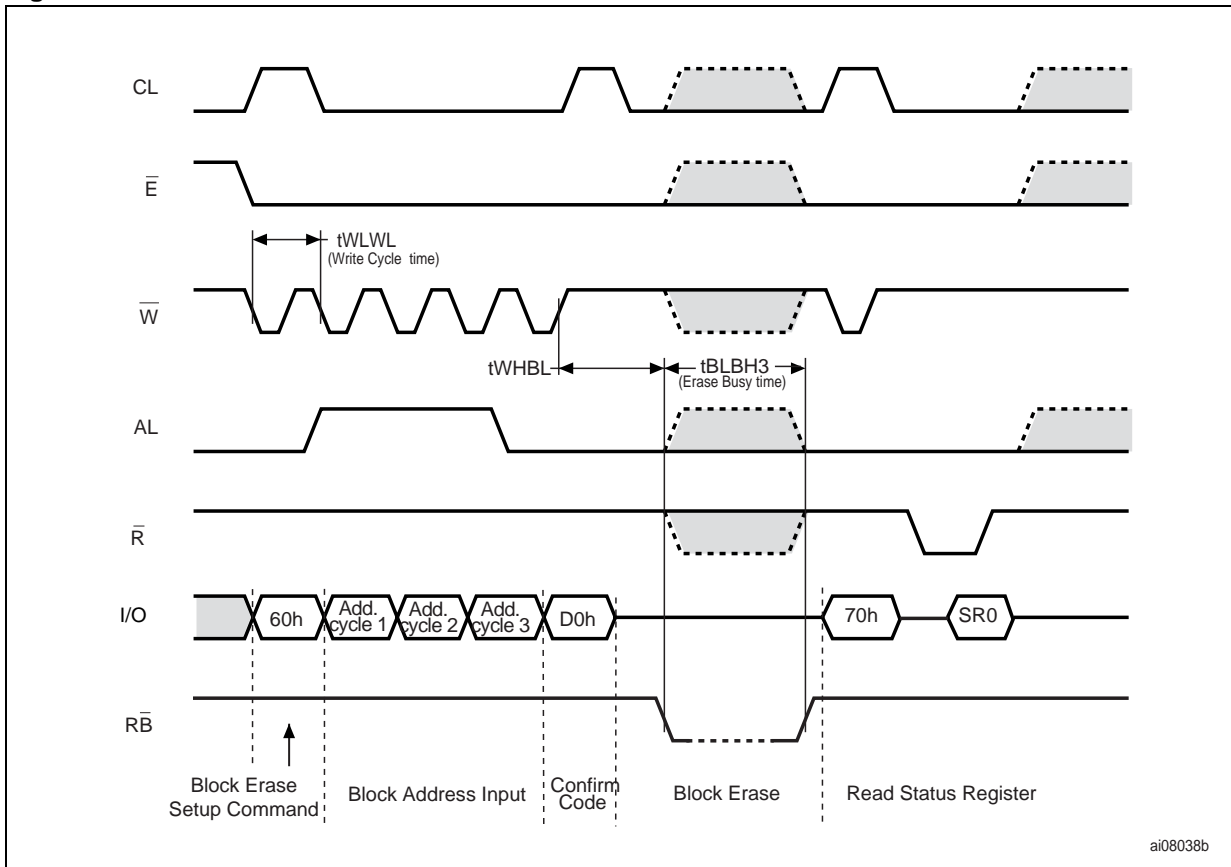 CL
E
tWLWL
(Write Cycle time)
W
tWHBL
tBLBH3
(Erase Busy time)
AL
R
I/O
60h
Add. cycle 1
Add. cycle 2
Add. cycle 3
D0h
70h
SR0
RB
Block Erase
Setup Command
Block Address Input
Confirm
Code
Block Erase
Read Status Register
ai08038b